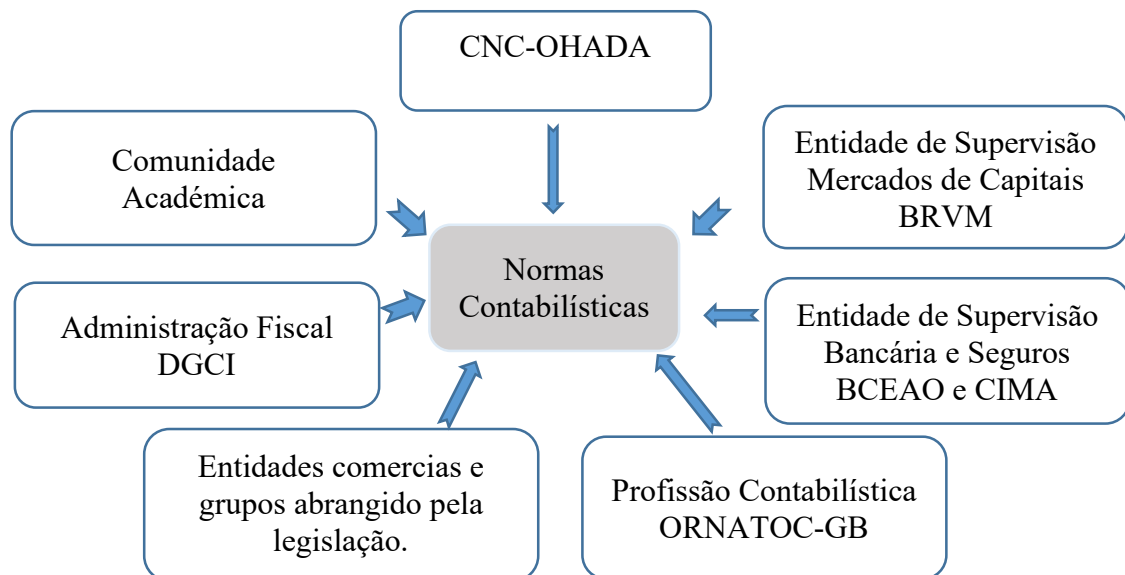 CNC-OHADA
Comunidade
Académica
Entidade de Supervisão
Mercados de Capitais
BRVM
Normas
Contabilísticas
Administração Fiscal
DGCI
Entidade de Supervisão
Bancária e Seguros
BCEAO e CIMA
Entidades comercias e
grupos abrangido pela
legislação.
Profissão Contabilística
ORNATOC-GB